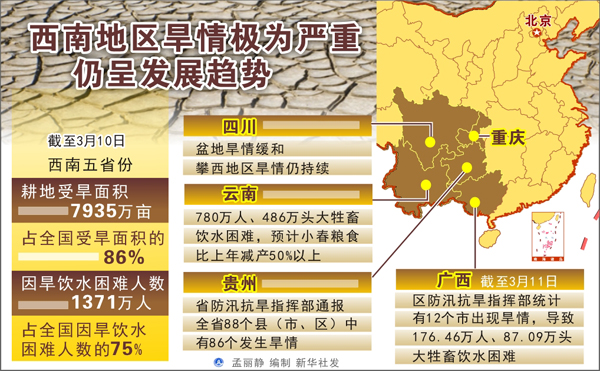 西南地区旱情极为严重
仍呈发展趋势
截至3月10日
西南五省份
耕地受旱面积
7935万亩
占全国受旱面积的
86%
因旱饮水困难人数
1371万人
占全国因旱饮水
困难人数的75%
四川
盆地旱情缓和
攀西地区旱情仍持续
云南
780万人、486万头大牲畜
饮水困难，预计小春粮食
比上年减产50%以上
贵州
省防汛抗旱指挥部通报
全省88个县（市、区）中
有86个发生旱情
北京
重庆
广西 截至3月11日
区防汛抗旱指挥部统计
有12个市出现旱情，导致
176.46万人、87.09万头
大牲畜饮水困难
孟丽静 编制 新华社发